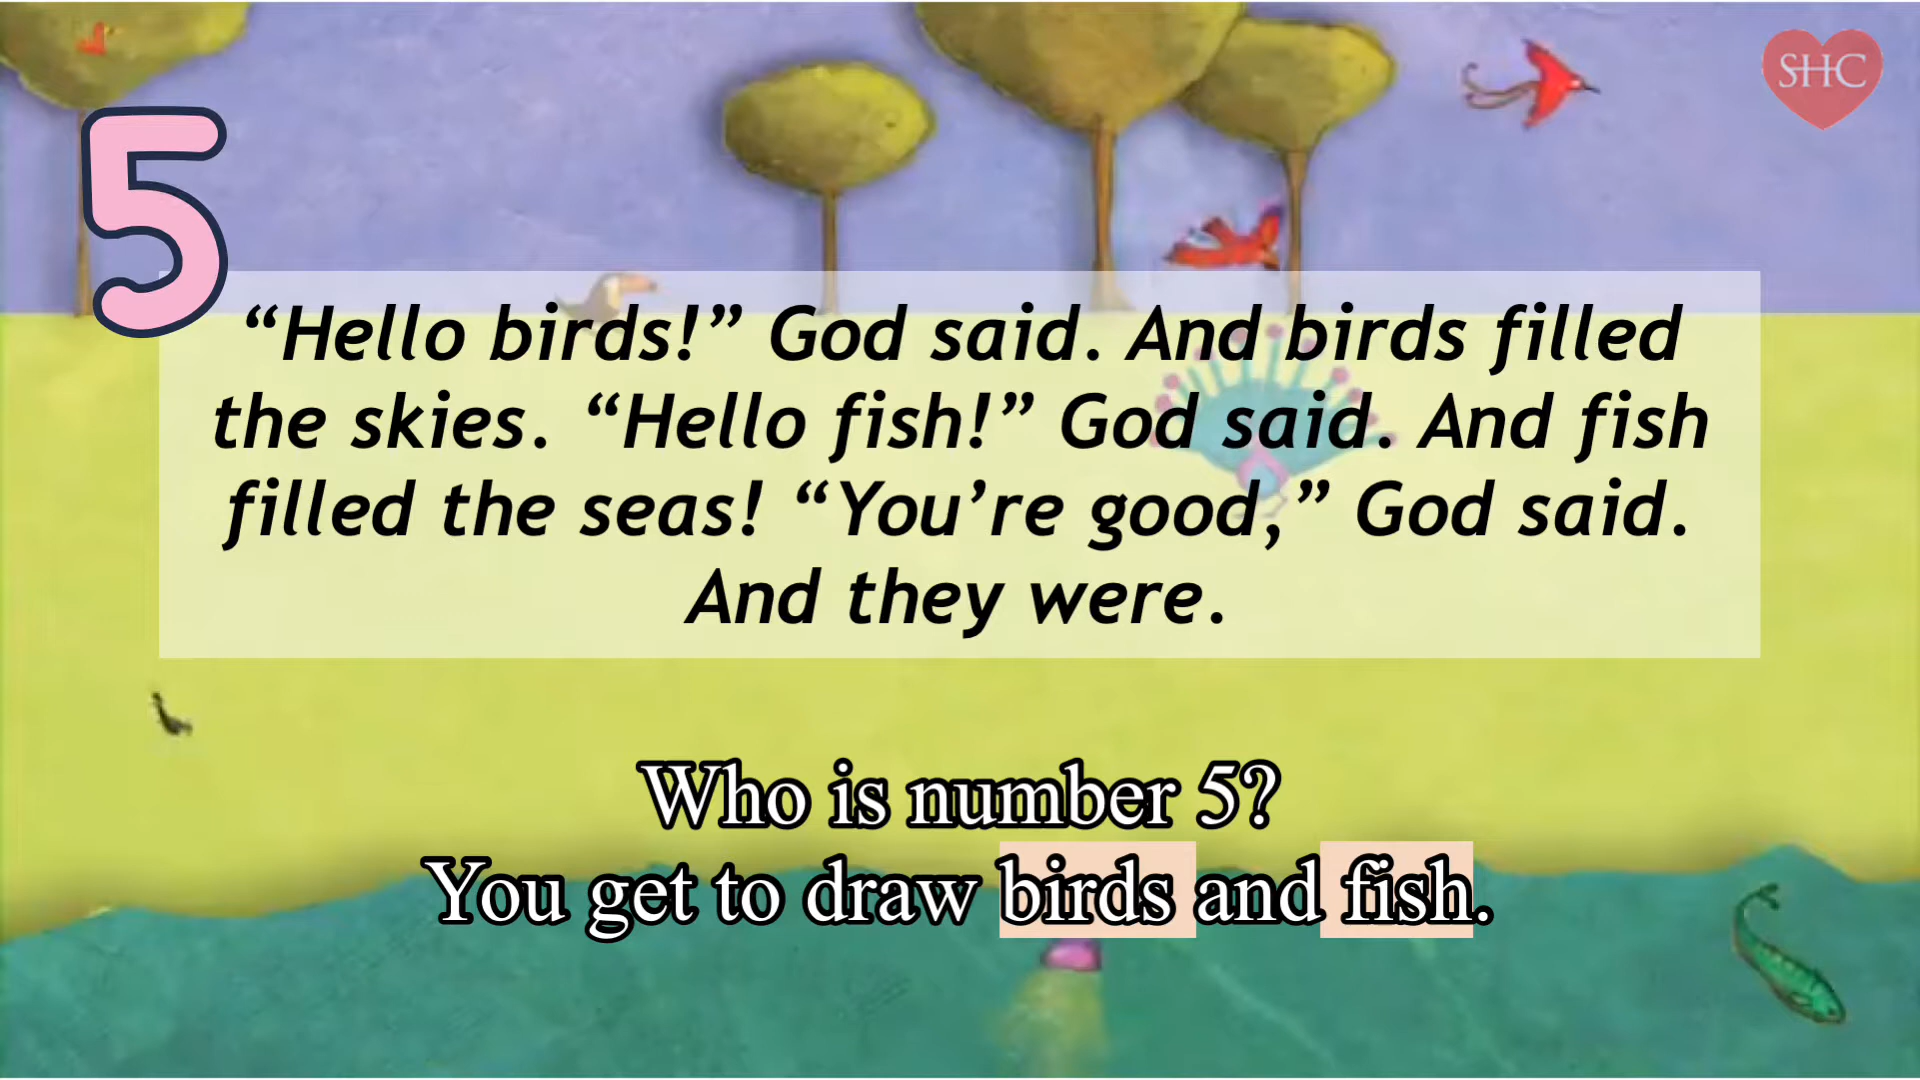 SHC
5
“Hello birds!” God said. And birds filled
the skies. “Hello fish!” God said. And fish
filled the seas! “You’re good,” God said.
And they were.
Who is number 5?
You get to draw birds and fish.